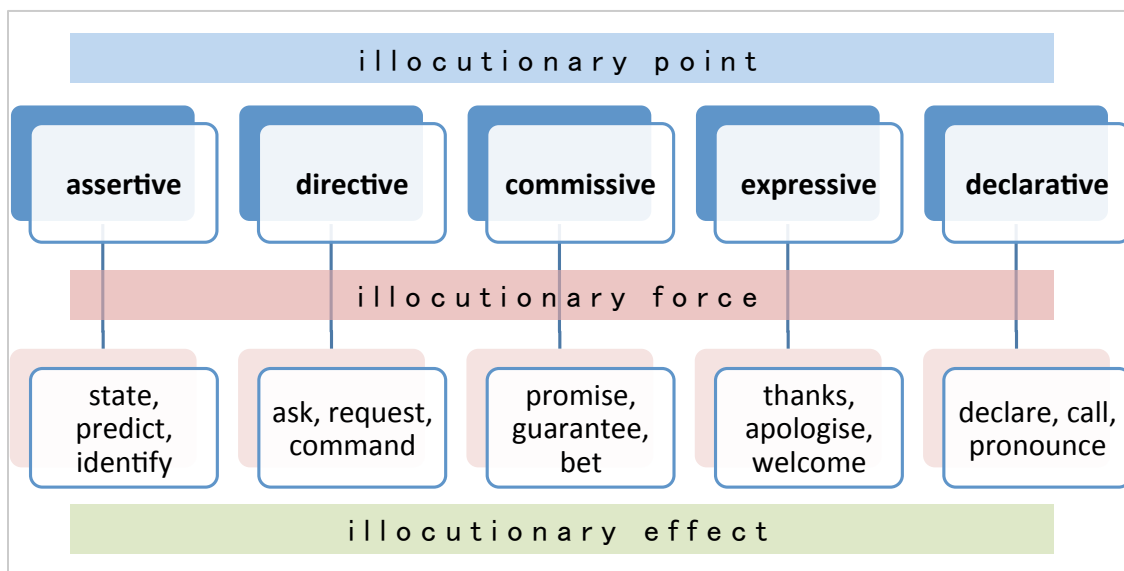 illocutionary point
assertive
directive
commissive
expressive
declarative
illocutionary force
state,
predict,
identify
ask, request,
command
promise,
guarantee,
bet
thanks,
apologise,
welcome
declare, call,
pronounce
illocutionary effect